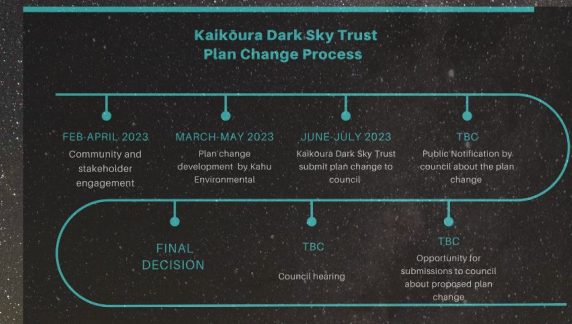 Kaikōura Dark Sky Trust
Plan Change Process
FEB-APRIL 2023
Community and
stakeholder
engagement
MARCH-MAY 2023
Plan change
development by Kahu
Environmental
JUNE-JULY 2023
Kaikoura Dark Sky Trust
submit plan change to
council
TBC
Public Notification by
council about the plan
change
TBC
Opportunity for
submissions to council
about proposed plan
change
TBC
Council hearing
FINAL
DECISION